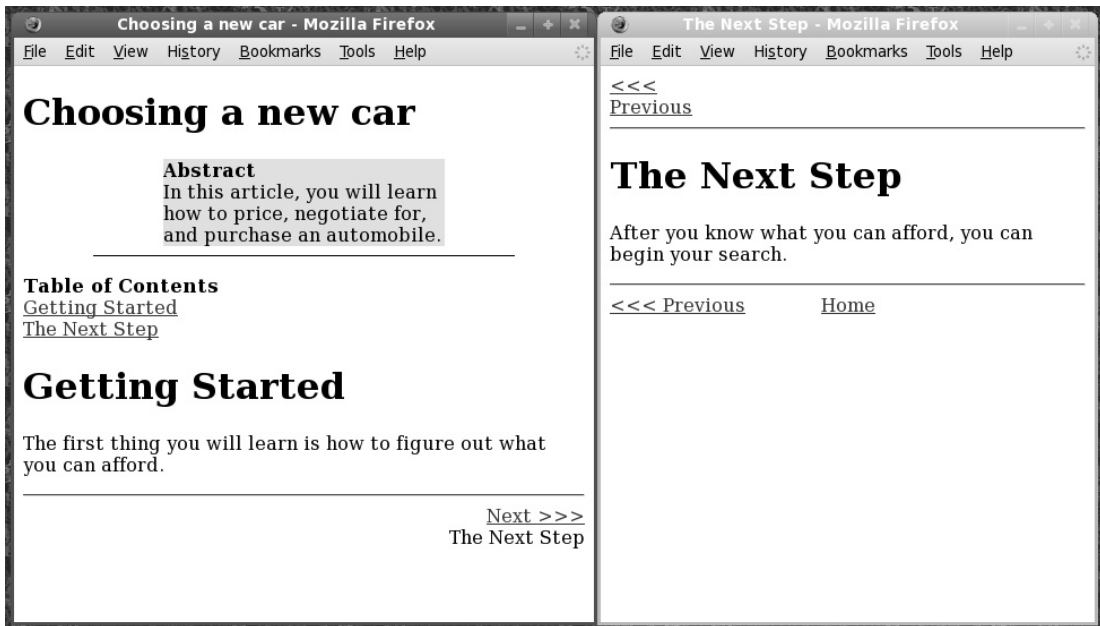 Choosing a new car - Mozilla Firefox
File Edit View History Bookmarks Tools Help
Choosing a new car
Abstract
In this article, you will learn
how to price, negotiate for,
and purchase an automobile.
Table of Contents
Getting Started
The Next Step
Getting Started
The first thing you will learn is how to figure out what
you can afford.
Next >>>
The Next Step
The Next Step - Mozilla Firefox
File Edit View History Bookmarks Tools Help
<<<
Previous
The Next Step
After you know what you can afford, you can
begin your search.
<<< Previous Home